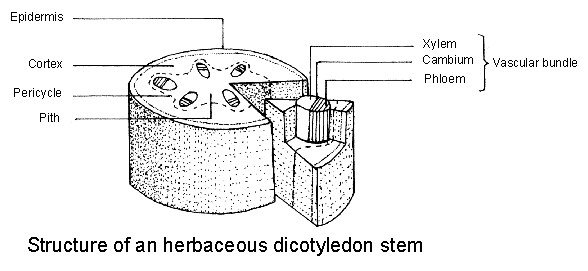 Epidermis
Cortex
Pericycle
Pith
Xylem
Cambium
Phloem
Vascular bundle
Structure of an herbaceous dicotyledon stem